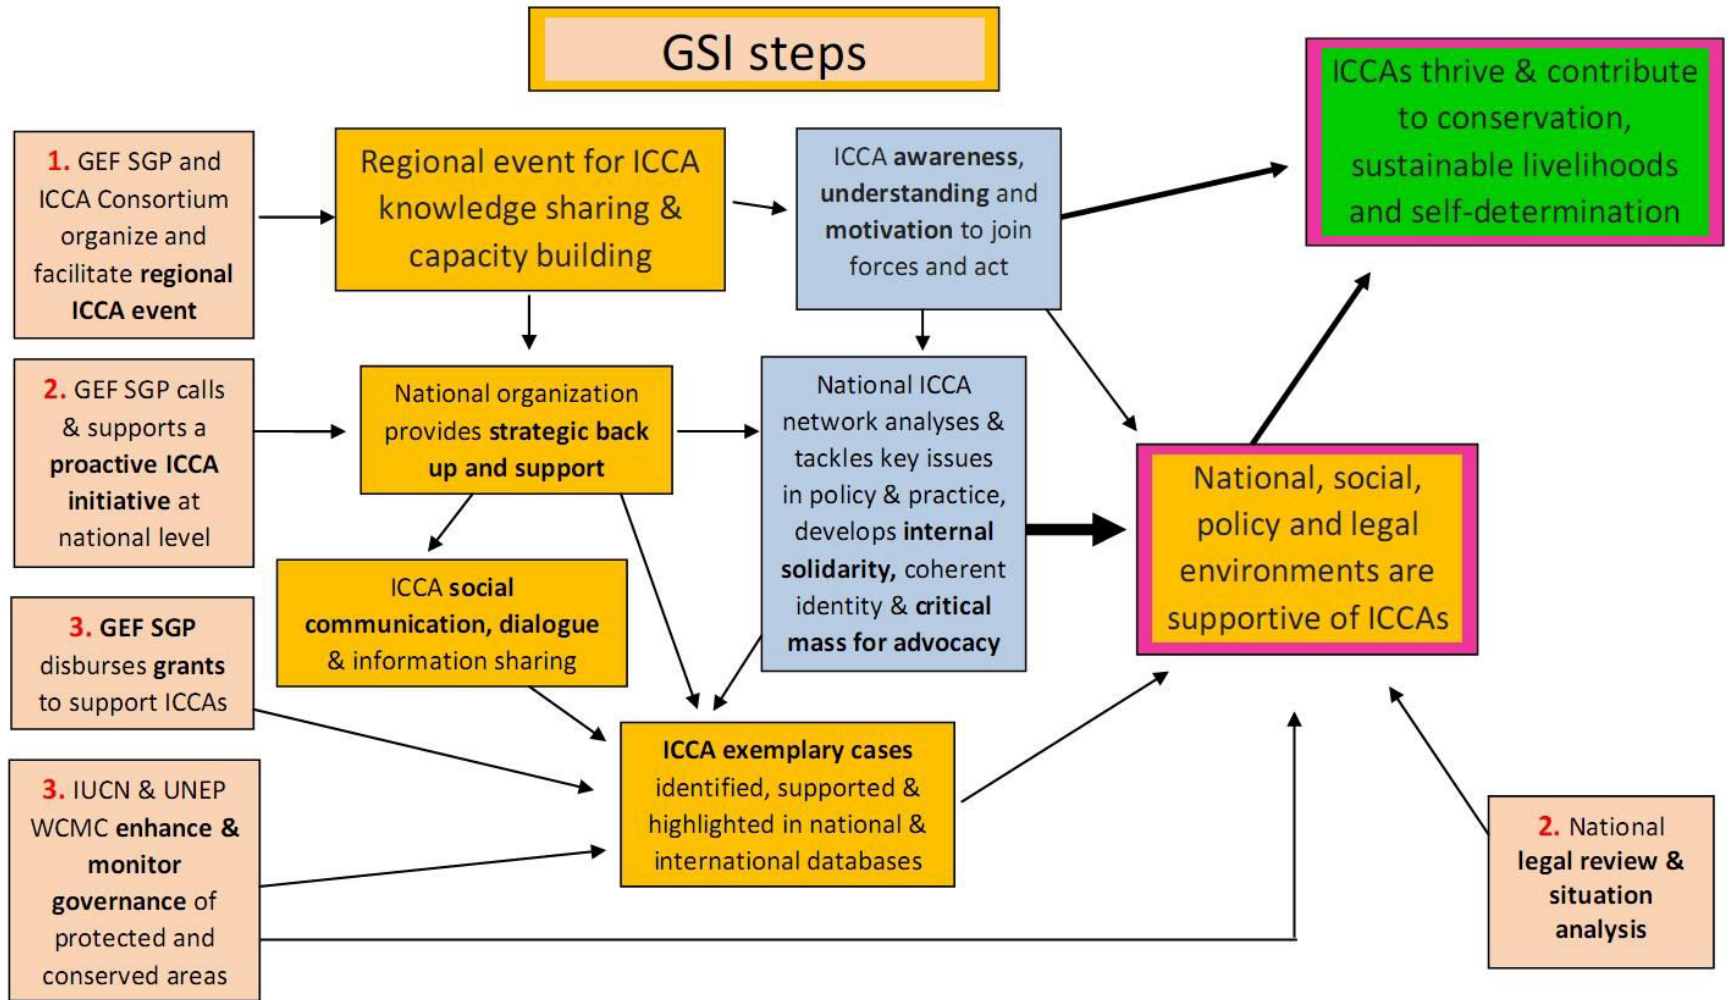 GSI steps
1. GEF SGP and
ICCA Consortium
organize and
facilitate regional
ICCA event
Regional event for ICCA
knowledge sharing &
capacity building
ICCA awareness,
understanding and
motivation to join
forces and act
ICCAs thrive & contribute
to conservation,
sustainable livelihoods
and self-determination
2. GEF SGP calls
& supports a
proactive ICCA
initiative at
national level
National organization
provides strategic back
up and support
National ICCA
network analyses &
tackles key issues
in policy & practice,
develops internal
solidarity, coherent
identity & critical
mass for advocacy
National, social,
policy and legal
environments are
supportive of ICCAs
ICCA social
communication, dialogue
& information sharing
3. GEF SGP
disburses grants
to support ICCAs
ICCA exemplary cases
identified, supported &
highlighted in national &
international databases
3. IUCN & UNEP
WCMC enhance &
monitor
governance of
protected and
conserved areas
2. National
legal review &
situation
analysis